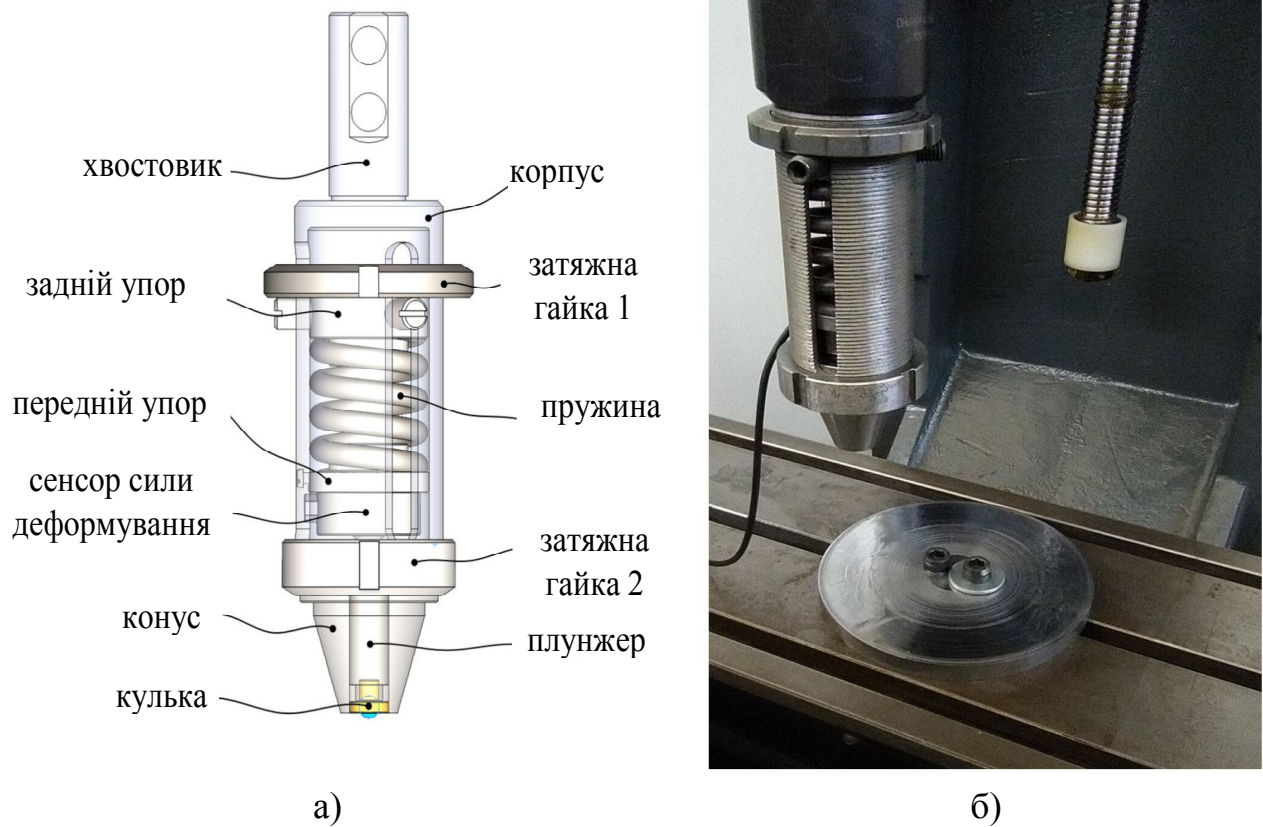 хвостовик
корпус
задній упор
затяжна
гайка 1
передній упор
пружина
сенсор сили
деформування
затяжна
гайка 2
конус
плунжер
кулька
а)
б)